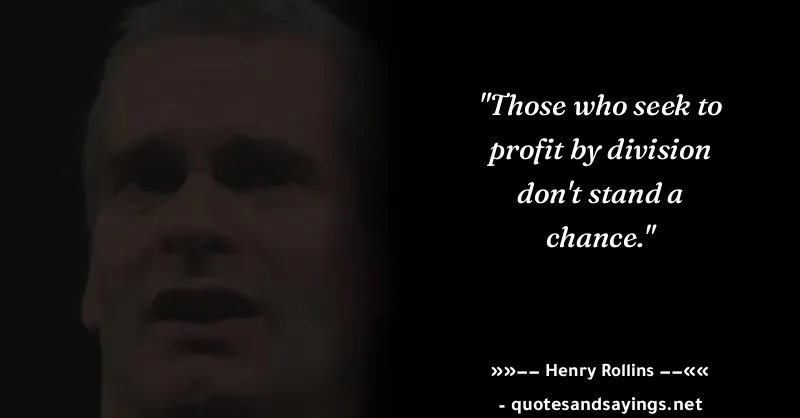 "Those who seek to
profit by division
don't stand a
chance."
»»–– Henry Rollins ––««
- quotesandsayings.net